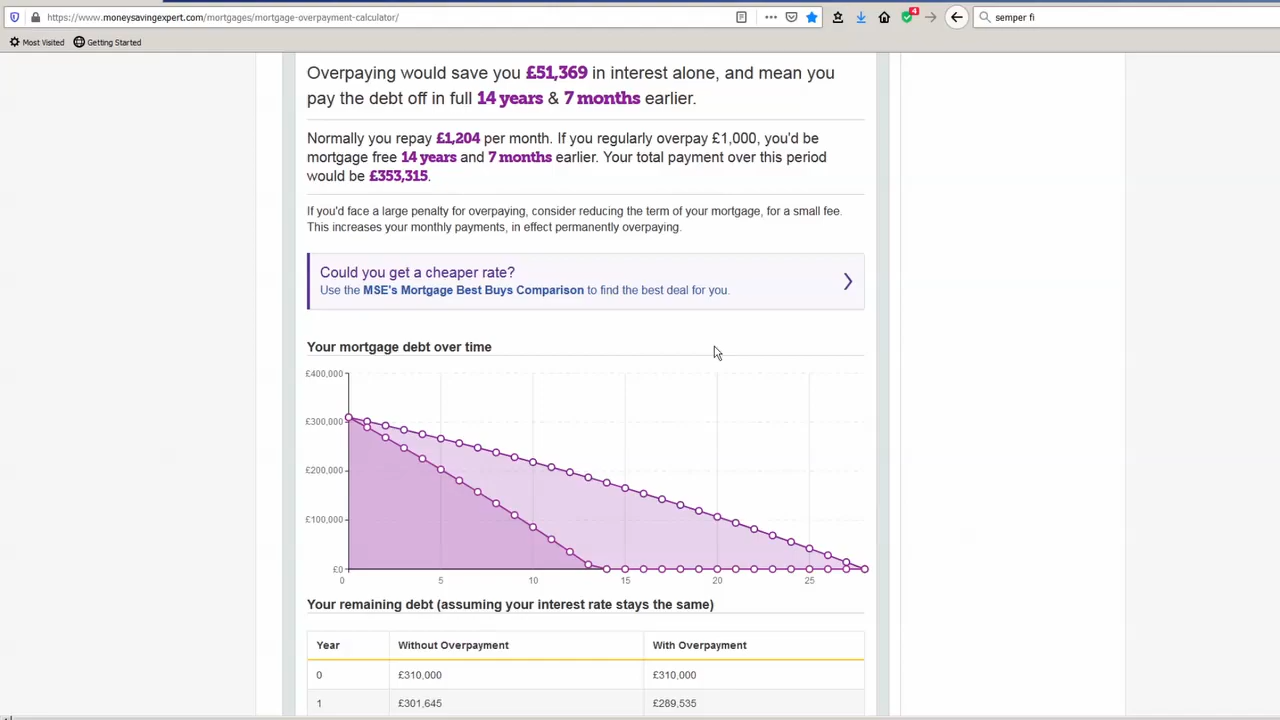 https://www.moneysavingexpert.com/mortgages/mortgage-overpayment-calculator/
4
semper fi
Most Visited
Getting Started
Overpaying would save you £51,369 in interest alone, and mean you
pay the debt off in full 14 years & 7 months earlier.
Normally you repay £1,204 per month. If you regularly overpay £1,000, you'd be
mortgage free 14 years and 7 months earlier. Your total payment over this period
would be £353,315.
If you'd face a large penalty for overpaying, consider reducing the term of your mortgage, for a small fee.
This increases your monthly payments, in effect permanently overpaying.
Could you get a cheaper rate?
Use the MSE's Mortgage Best Buys Comparison to find the best deal for you.
Your mortgage debt over time
£400,000
£300,000
£200,000
£100,000
£0
0 5 10 15 20 25
Your remaining debt (assuming your interest rate stays the same)
Year Without Overpayment With Overpayment
0 £310,000 £310,000
1 £301,645 £289,535